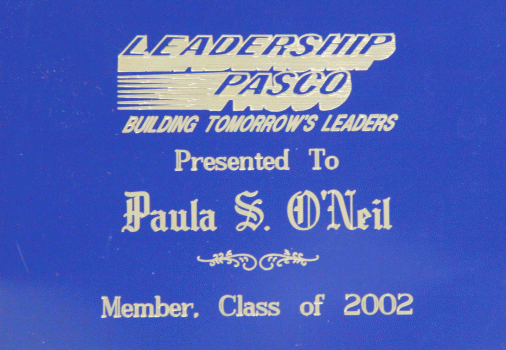 LEADERSHIP
PASCO
BUILDING TOMORROW'S LEADERS
Presented To
Paula S. O'Neil
Member, Class of 2002